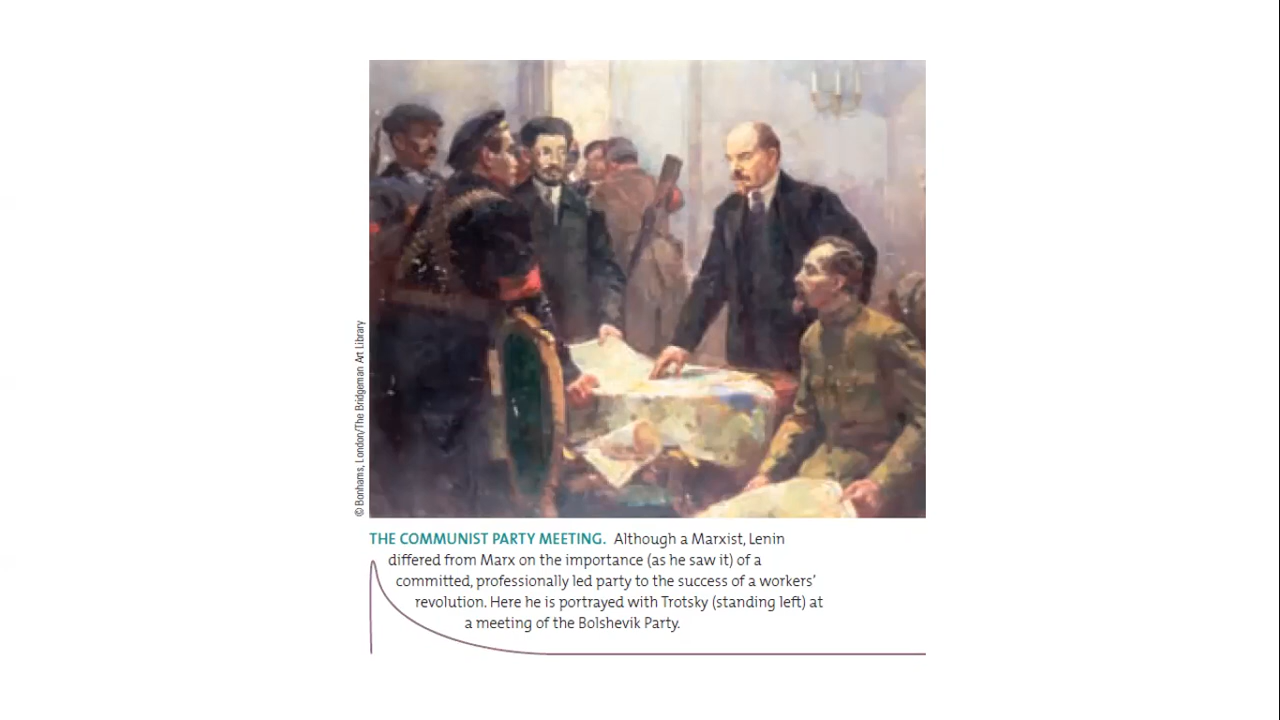 © Bonhams, London/The Bridgeman Art Library
THE COMMUNIST PARTY MEETING. Although a Marxist, Lenin
differed from Marx on the importance (as he saw it) of a
committed, professionally led party to the success of a workers’
revolution. Here he is portrayed with Trotsky (standing left) at
a meeting of the Bolshevik Party.